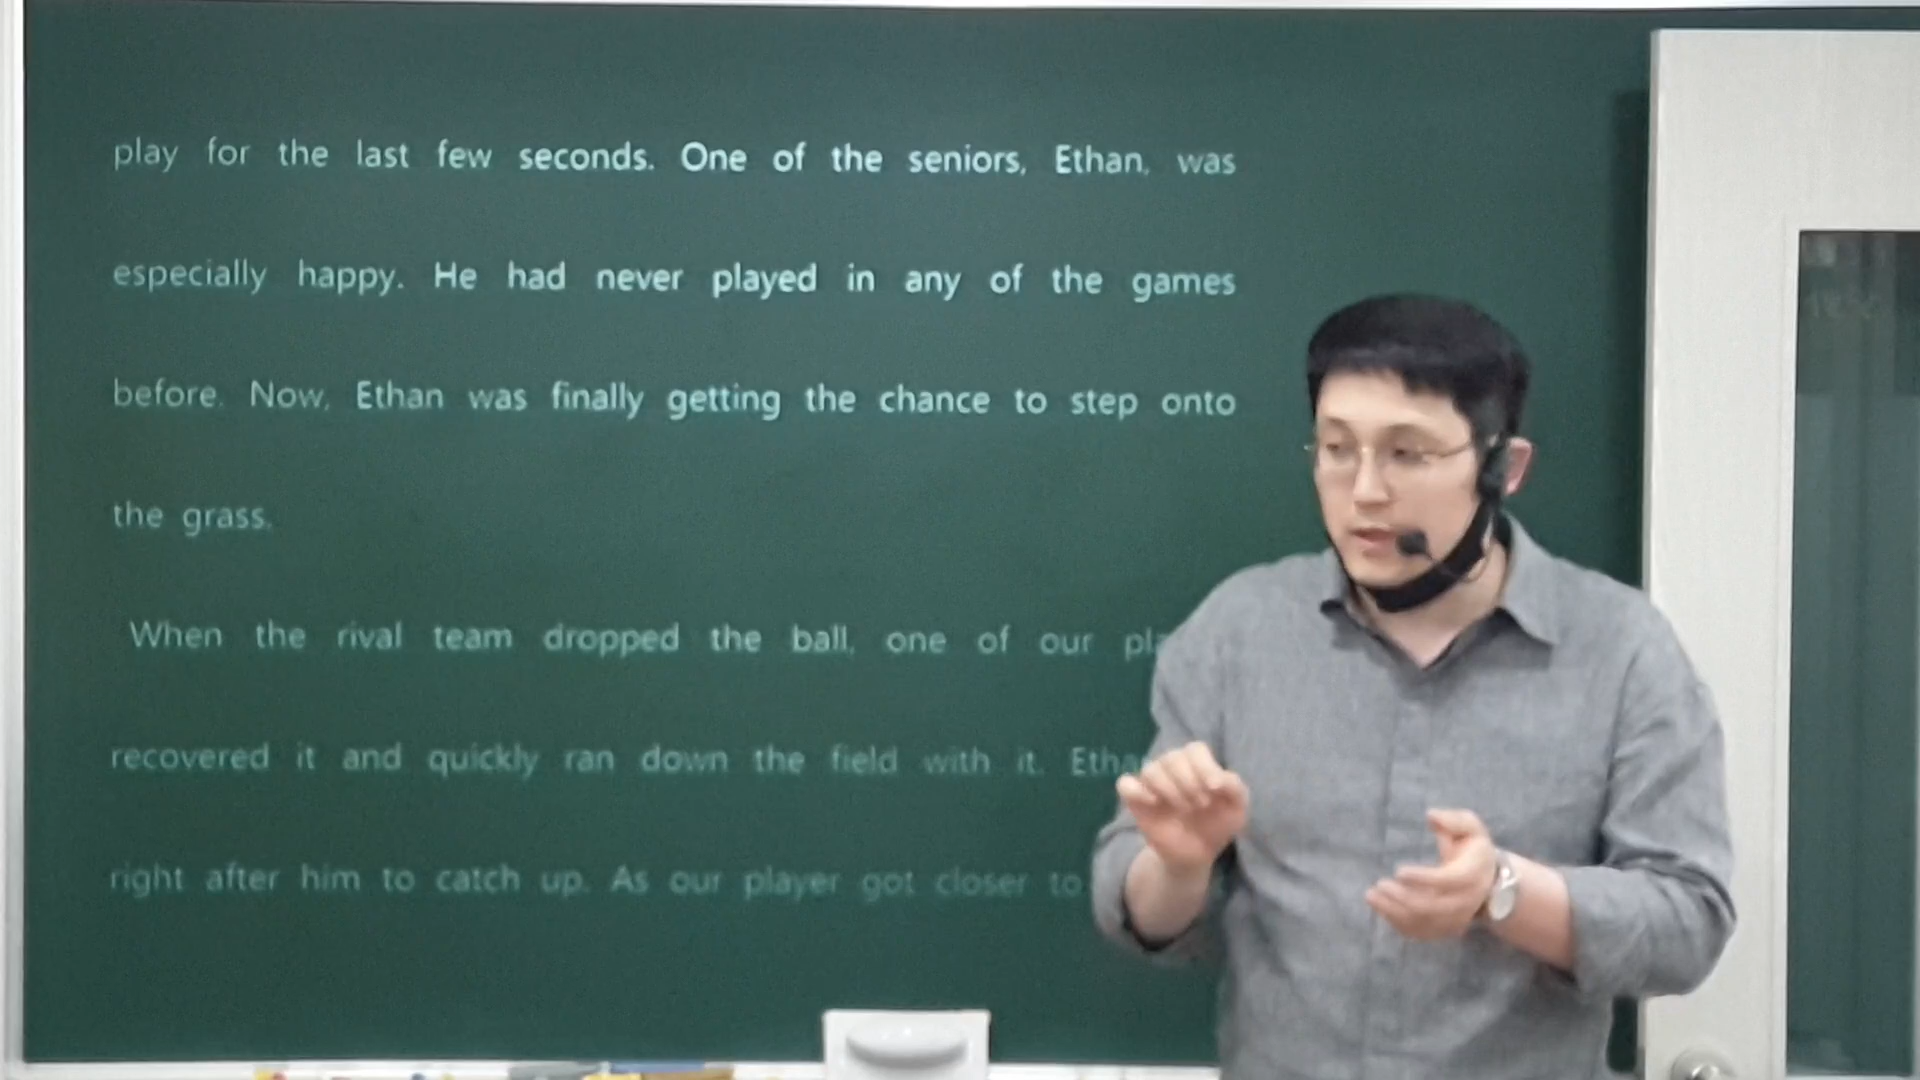 play for the last few seconds. One of the seniors, Ethan, was
especially happy. He had never played in any of the games
before. Now, Ethan was finally getting the chance to step onto
the grass.
When the rival team dropped the ball, one of our
recovered it and quickly ran down the field with it.
right after him to catch up. As our player got closer to